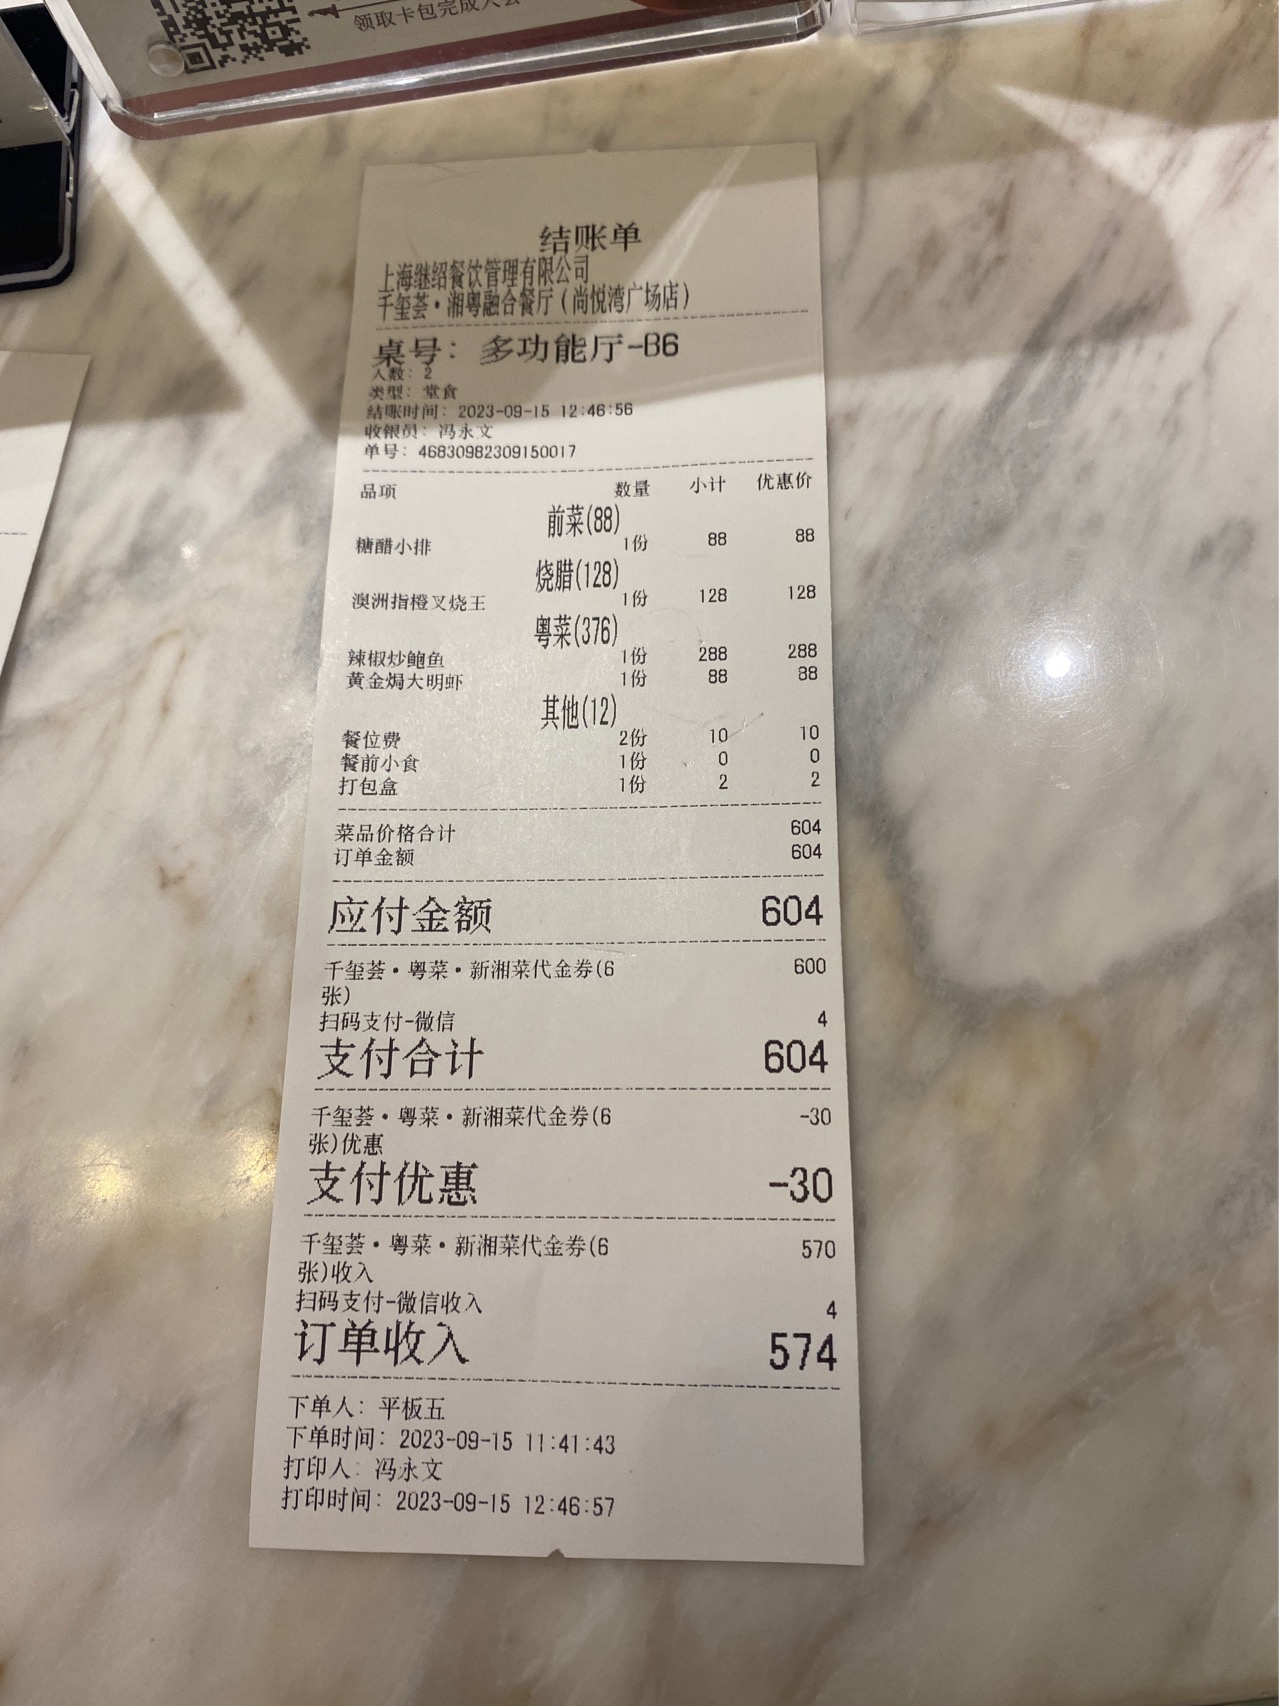 领取卡包完成入会
结账单
上海继绍餐饮管理有限公司
千玺荟·湘粤融合餐厅(尚悦湾广场店)
桌号: 多功能厅-B6
人数: 2
类型: 堂食
结账时间: 2023-09-15 12:46:56
收银员: 冯永文
单号: 46830982309150017
品项 数量 小计 优惠价
前菜(88)
糖醋小排 1份 88 88
烧腊(128)
澳洲指橙叉烧王 1份 128 128
粤菜(376)
辣椒炒鲍鱼 1份 288 288
黄金焗大明虾 1份 88 88
其他(12)
餐位费 2份 10 10
餐前小食 1份 0 0
打包盒 1份 2 2
菜品价格合计 604
订单金额 604
应付金额 604
千玺荟·粤菜·新湘菜代金券(6 600
张)
扫码支付-微信 4
支付合计 604
千玺荟·粤菜·新湘菜代金券(6 -30
张)优惠
支付优惠 -30
千玺荟·粤菜·新湘菜代金券(6 570
张)收入
扫码支付-微信收入 4
订单收入 574
下单人: 平板五
下单时间: 2023-09-15 11:41:43
打印人: 冯永文
打印时间: 2023-09-15 12:46:57